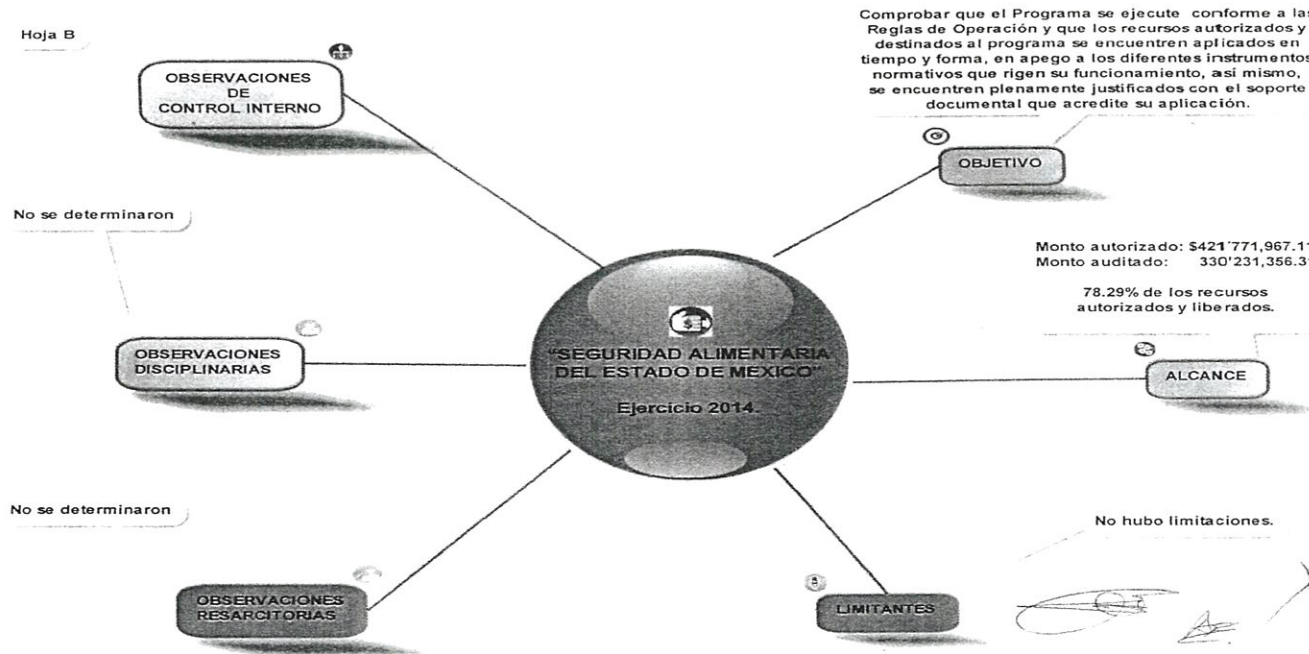 Hoja B
OBSERVACIONES
DE
CONTROL INTERNO
Comprobar que el Programa se ejecute conforme a las
Reglas de Operación y que los recursos autorizados y
destinados al programa se encuentren aplicados en
tiempo y forma, en apego a los diferentes instrumentos
normativos que rigen su funcionamiento, así mismo,
se encuentren plenamente justificados con el soporte
documental que acredite su aplicación.
OBJETIVO
No se determinaron
OBSERVACIONES
DISCIPLINARIAS
"SEGURIDAD ALIMENTARIA
DEL ESTADO DE MEXICO"
Ejercicio 2014.
Monto autorizado: $421'771,967.11
Monto auditado: 330'231,356.31
78.29% de los recursos
autorizados y liberados.
ALCANCE
No se determinaron
OBSERVACIONES
RESARCITORIAS
No hubo limitaciones.
LIMITANTES